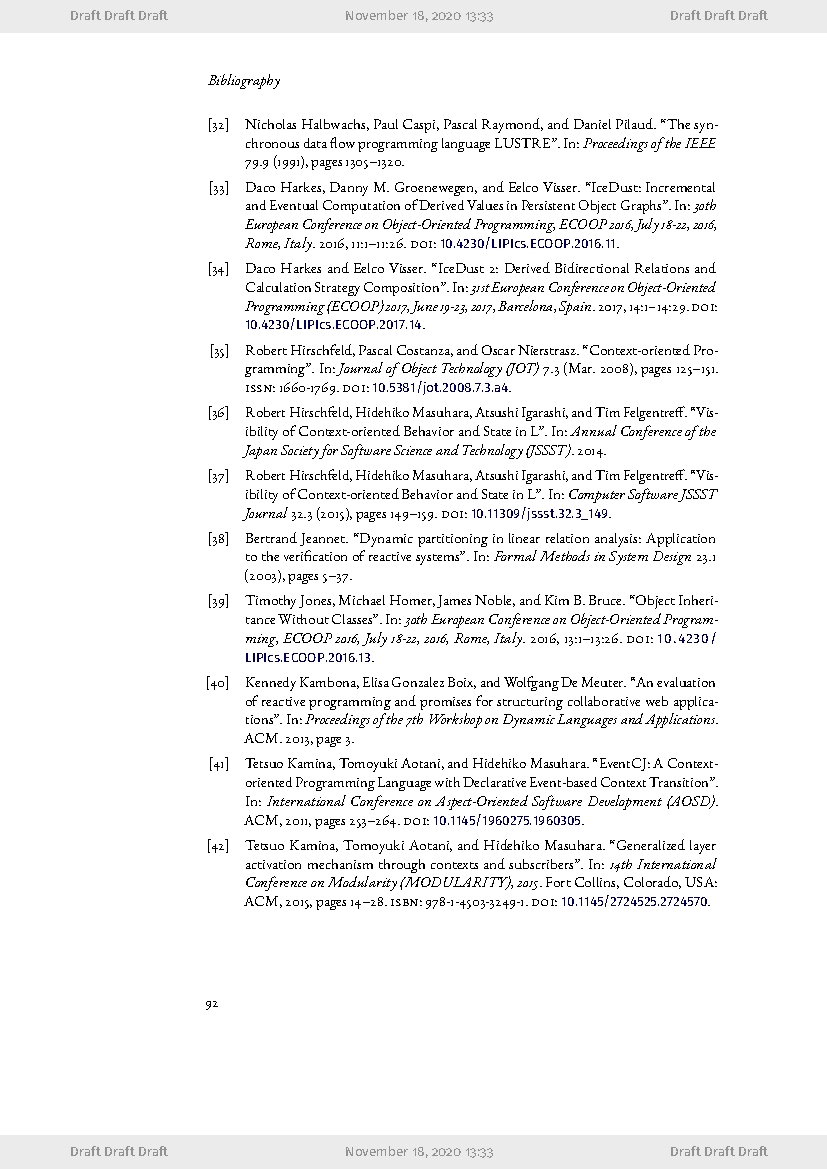 Draft Draft Draft November 18, 2020 13:33 Draft Draft Draft
Bibliography
[32] Nicholas Halbwachs, Paul Caspi, Pascal Raymond, and Daniel Pilaud. “The syn-
chronous data flow programming language LUSTRE”. In: Proceedings of the IEEE
79.9 (1991), pages 1305–1320.
[33] Daco Harkes, Danny M. Groenewegen, and Eelco Visser. “IceDust: Incremental
and Eventual Computation of Derived Values in Persistent Object Graphs”. In: 30th
European Conference on Object-Oriented Programming, ECOOP 2016, July 18-22, 2016,
Rome, Italy. 2016, 11:1–11:26. DOI: 10.4230/LIPIcs.ECOOP.2016.11.
[34] Daco Harkes and Eelco Visser. “IceDust 2: Derived Bidirectional Relations and
Calculation Strategy Composition”. In: 31st European Conference on Object-Oriented
Programming (ECOOP) 2017, June 19-23, 2017, Barcelona, Spain. 2017, 14:1–14:29. DOI:
10.4230/LIPIcs.ECOOP.2017.14.
[35] Robert Hirschfeld, Pascal Costanza, and Oscar Nierstrasz. “Context-oriented Pro-
gramming”. In: Journal of Object Technology (JOT) 7.3 (Mar. 2008), pages 125–151.
ISSN: 1660-1769. DOI: 10.5381/jot.2008.7.3.a4.
[36] Robert Hirschfeld, Hidehiko Masuhara, Atsushi Igarashi, and Tim Felgentreff. “Vis-
ibility of Context-oriented Behavior and State in L”. In: Annual Conference of the
Japan Society for Software Science and Technology (JSSST). 2014.
[37] Robert Hirschfeld, Hidehiko Masuhara, Atsushi Igarashi, and Tim Felgentreff. “Vis-
ibility of Context-oriented Behavior and State in L”. In: Computer Software JSSST
Journal 32.3 (2015), pages 149–159. DOI: 10.11309/jssst.32.3_149.
[38] Bertrand Jeannet. “Dynamic partitioning in linear relation analysis: Application
to the verification of reactive systems”. In: Formal Methods in System Design 23.1
(2003), pages 5–37.
[39] Timothy Jones, Michael Homer, James Noble, and Kim B. Bruce. “Object Inheri-
tance Without Classes”. In: 30th European Conference on Object-Oriented Program-
ming, ECOOP 2016, July 18-22, 2016, Rome, Italy. 2016, 13:1–13:26. DOI: 10.4230/
LIPIcs.ECOOP.2016.13.
[40] Kennedy Kambona, Elisa Gonzalez Boix, and Wolfgang De Meuter. “An evaluation
of reactive programming and promises for structuring collaborative web applica-
tions”. In: Proceedings of the 7th Workshop on Dynamic Languages and Applications.
ACM. 2013, page 3.
[41] Tetsuo Kamina, Tomoyuki Aotani, and Hidehiko Masuhara. “EventCJ: A Context-
oriented Programming Language with Declarative Event-based Context Transition”.
In: International Conference on Aspect-Oriented Software Development (AOSD).
ACM, 2011, pages 253–264. DOI: 10.1145/1960275.1960305.
[42] Tetsuo Kamina, Tomoyuki Aotani, and Hidehiko Masuhara. “Generalized layer
activation mechanism through contexts and subscribers”. In: 14th International
Conference on Modularity (MODULARITY), 2015. Fort Collins, Colorado, USA:
ACM, 2015, pages 14–28. ISBN: 978-1-4503-3249-1. DOI: 10.1145/2724525.2724570.
92
Draft Draft Draft November 18, 2020 13:33 Draft Draft Draft